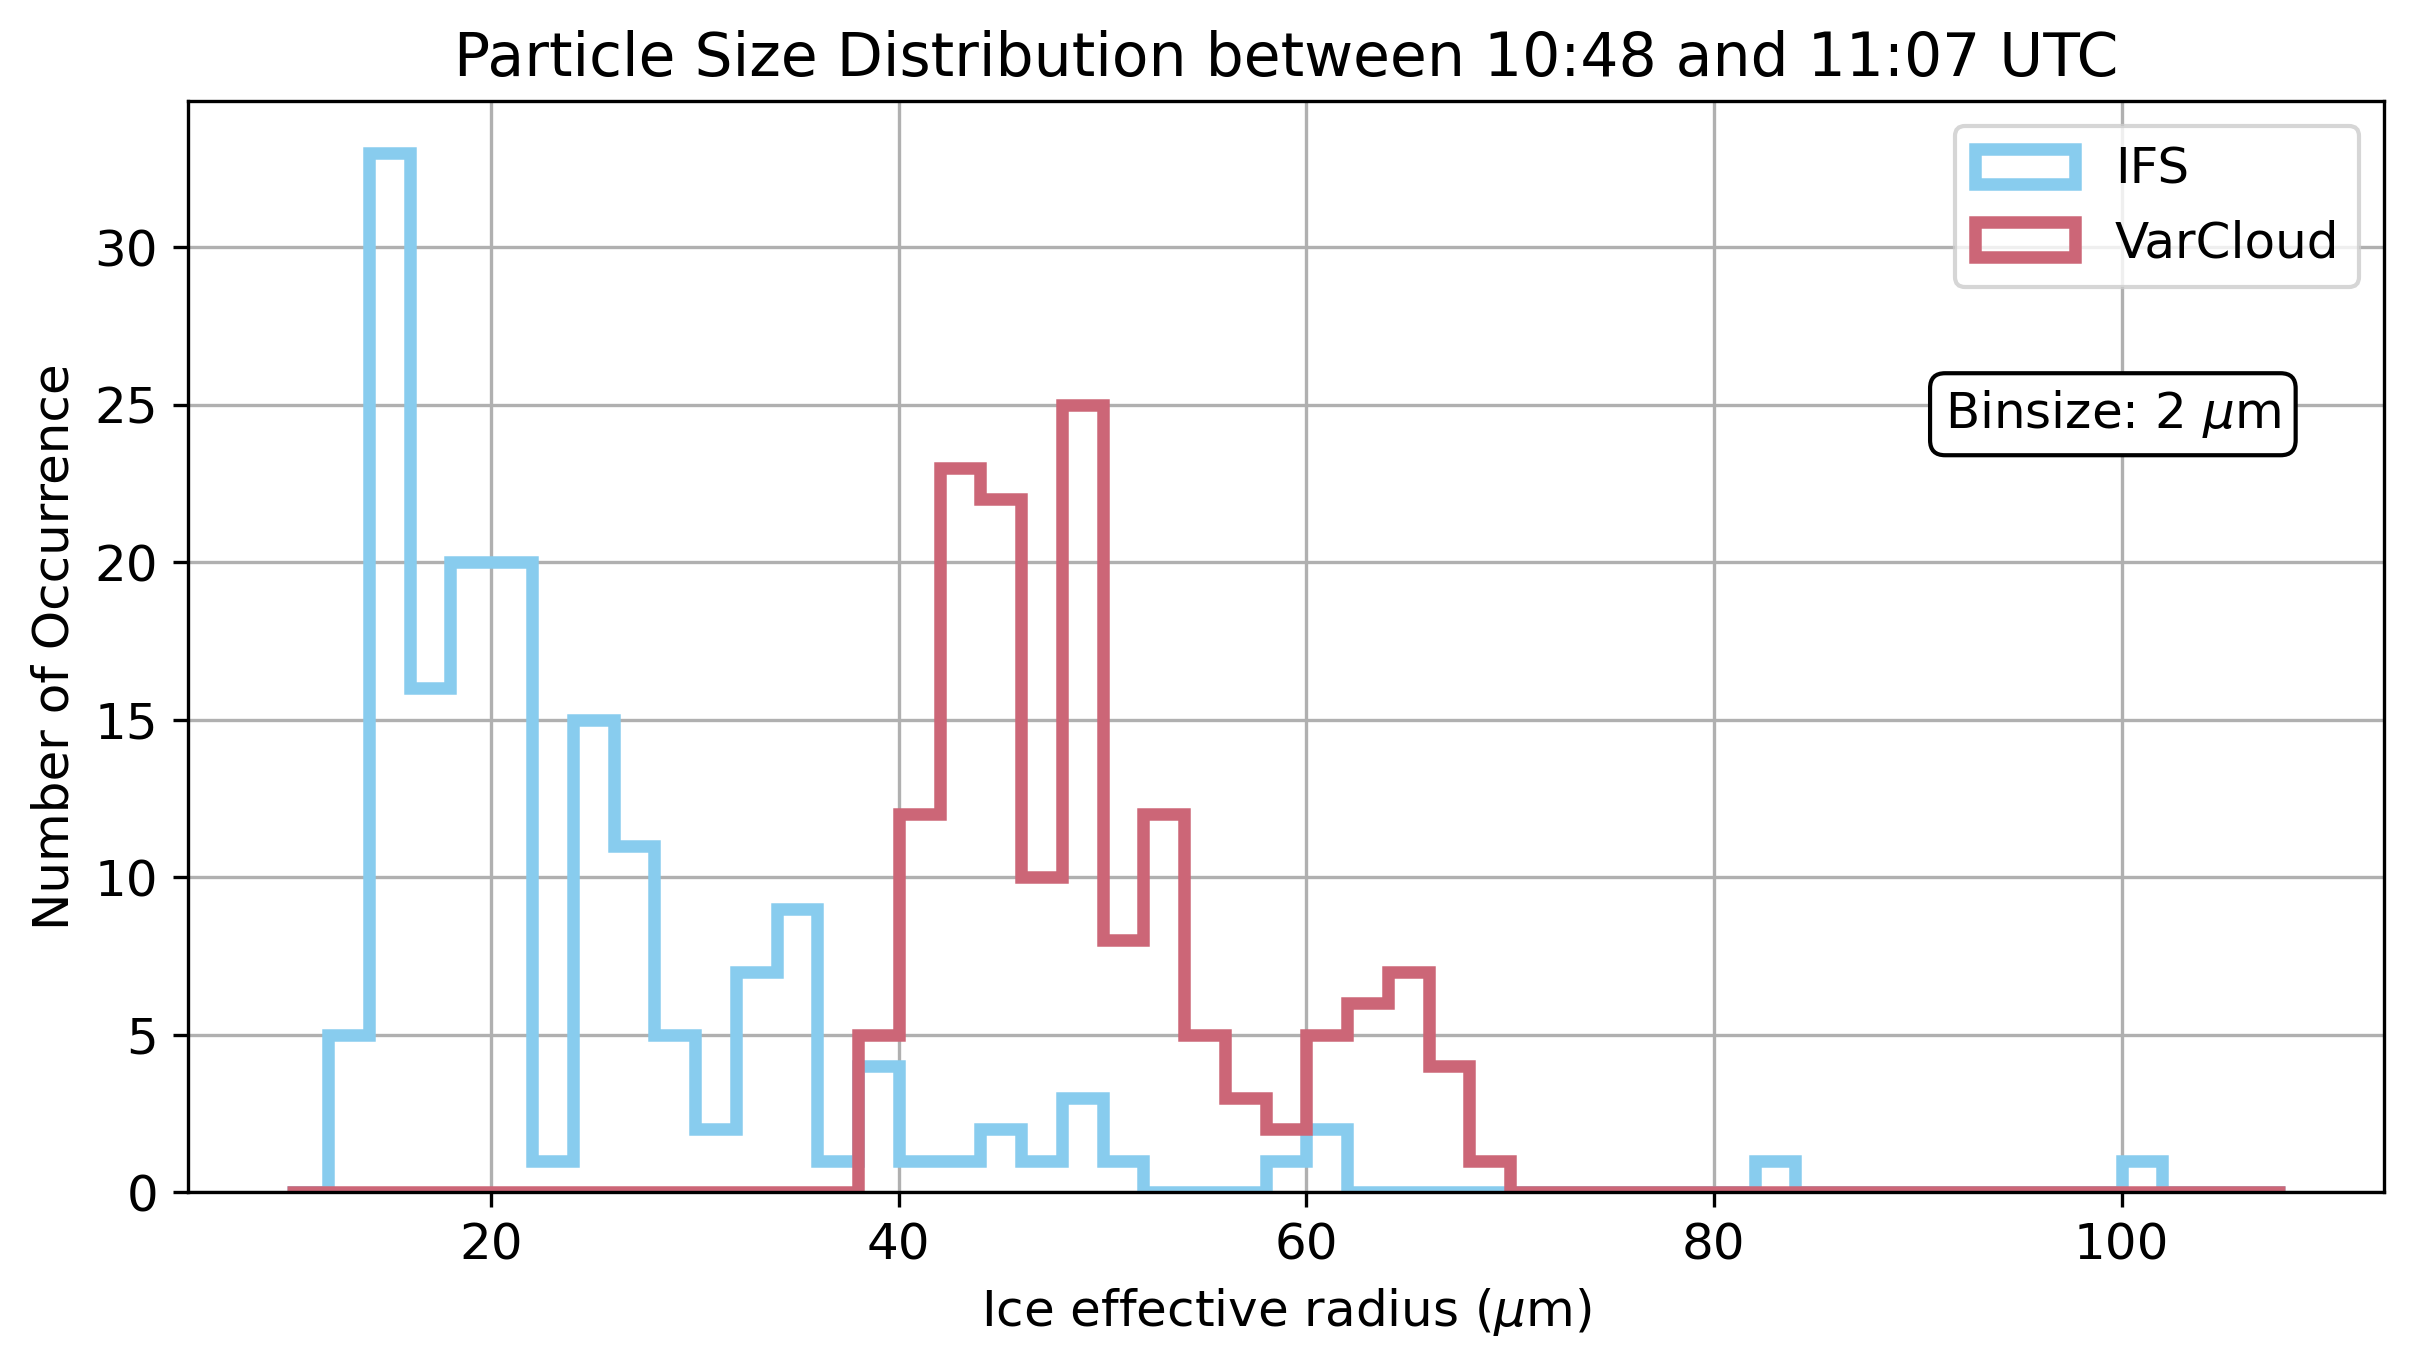 Particle Size Distribution between 10:48 and 11:07 UTC
IFS
VarCloud
Binsize: 2 μm
Number of Occurrence
30
25
20
15
10
5
0
20 40 60 80 100
Ice effective radius (μm)